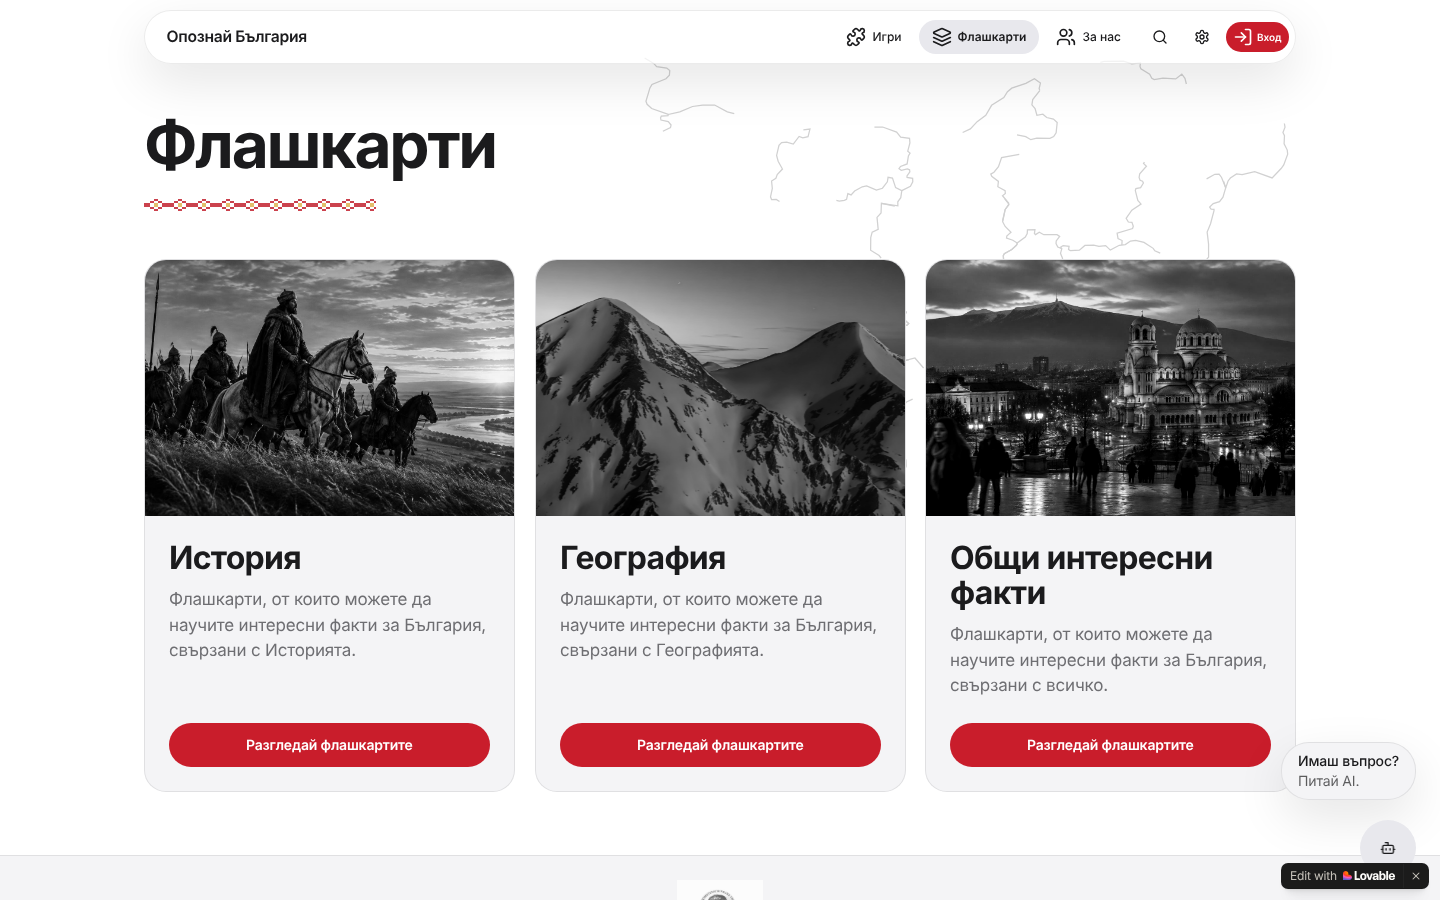 Опознай България
Игри
Флашкарти
За нас
Вход
Флашкарти
История
Флашкарти, от които можете да
научите интересни факти за България,
свързани с Историята.
Разгледай флашкартите
География
Флашкарти, от които можете да
научите интересни факти за България,
свързани с Географията.
Разгледай флашкартите
Общи интересни
факти
Флашкарти, от които можете да
научите интересни факти за България,
свързани с всичко.
Разгледай флашкартите
Имаш въпрос?
Питай AI.
Edit with Lovable